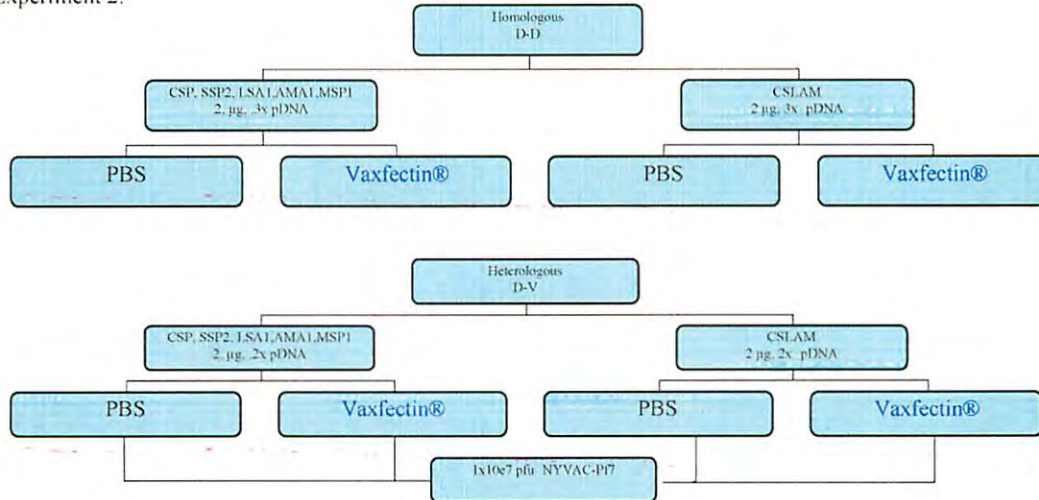 Experiment 2.
Homologous
D-D
CSP, SSP2, LSA1,AMA1,MSP1
2, µg, .3x pDNA
CSLAM
2 µg, 3x pDNA
PBS
Vaxfectin®
PBS
Vaxfectin®
Heterologous
D-V
CSP, SSP2, LSA1,AMA1,MSP1
2, µg, .2x pDNA
CSLAM
2 µg, 2x pDNA
PBS
Vaxfectin®
PBS
Vaxfectin®
1x10e7 pfu NYVAC-Pf7